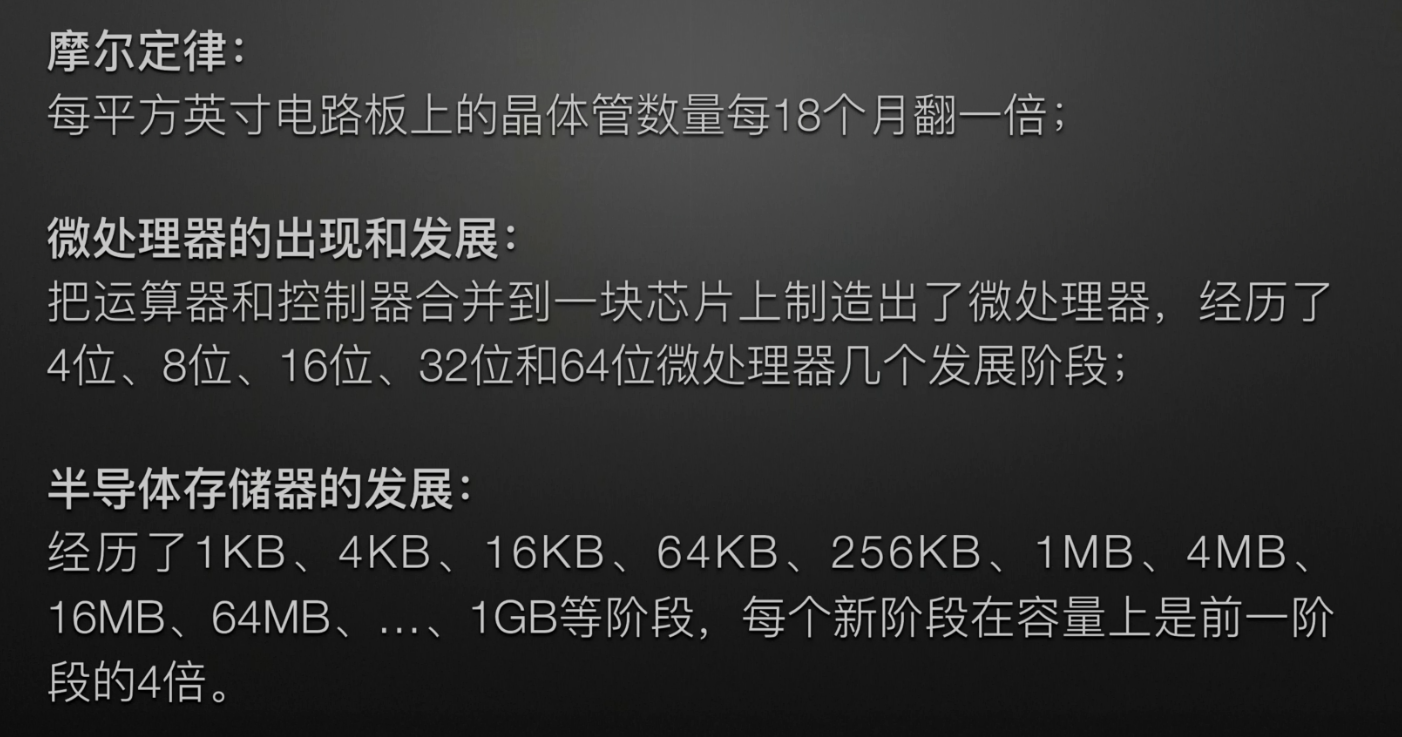 摩尔定律：
每平方英寸电路板上的晶体管数量每18个月翻一倍；
微处理器的出现和发展：
把运算器和控制器合并到一块芯片上制造出了微处理器，经历了
4位、8位、16位、32位和64位微处理器几个发展阶段；
半导体存储器的发展：
经历了1KB、4KB、16KB、64KB、256KB、1MB、4MB、
16MB、64MB、…、1GB等阶段，每个新阶段在容量上是前一阶
段的4倍。